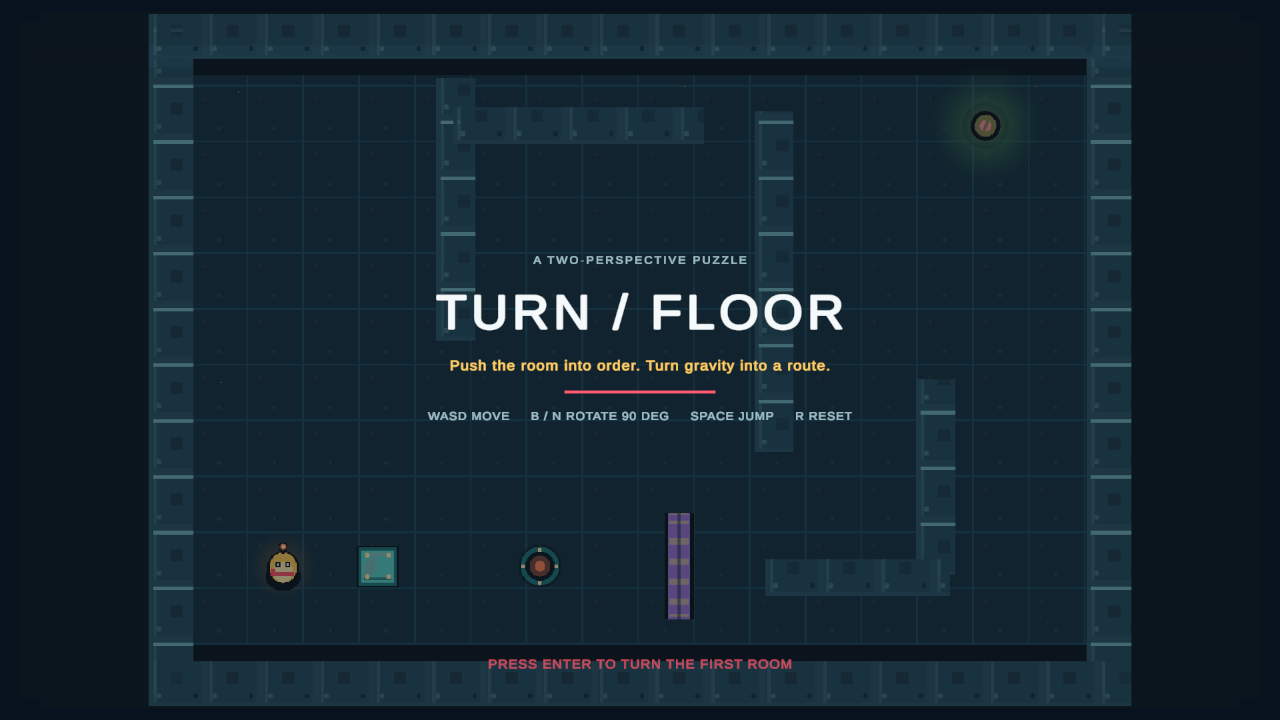 A TWO-PERSPECTIVE PUZZLE
TURN / FLOOR
Push the room into order. Turn gravity into a route.
WASD MOVE B / N ROTATE 90 DEG SPACE JUMP R RESET
PRESS ENTER TO TURN THE FIRST ROOM